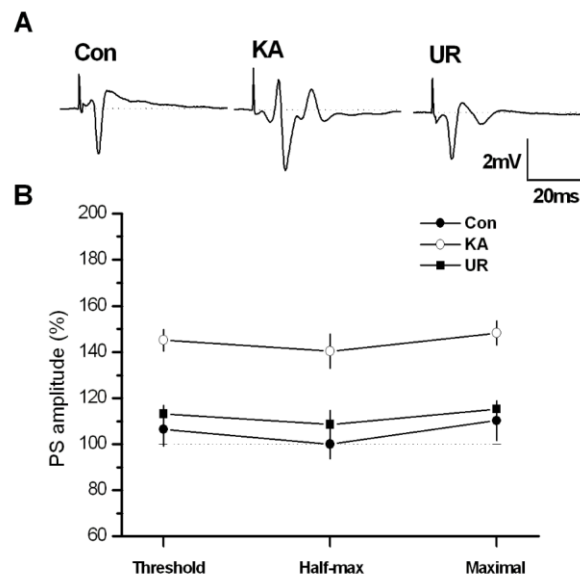 A
Con
KA
UR
2mV
20ms
B
200
180
160
140
120
100
80
60
PS amplitude (%)
Con
KA
UR
Threshold
Half-max
Maximal